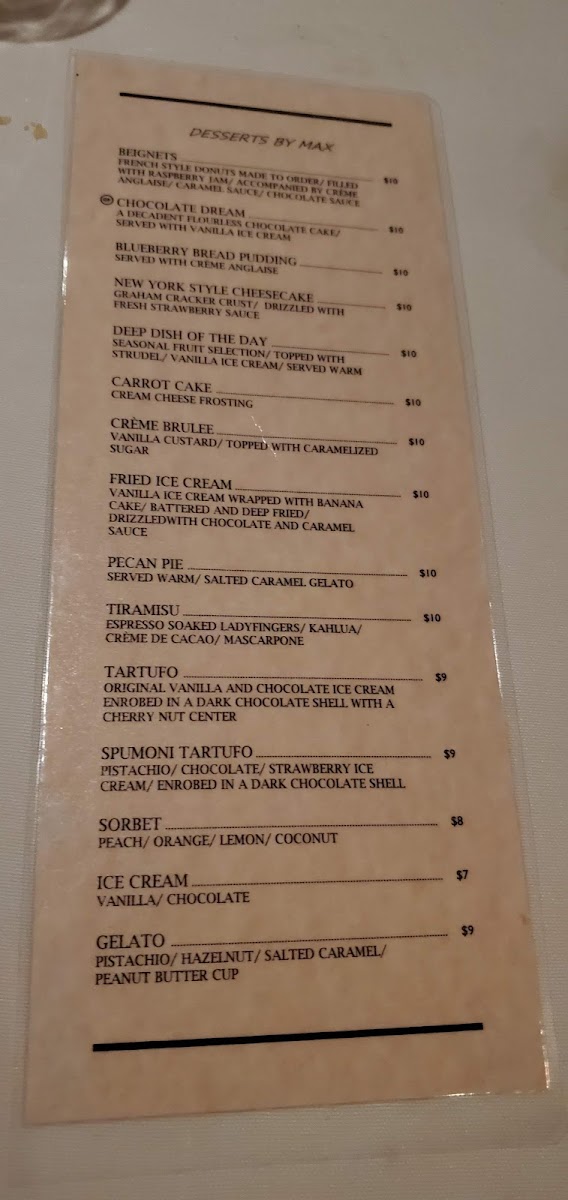 DESSERTS BY MAX
BEIGNETS $10
FRENCH STYLE DONUTS MADE TO ORDER/ FILLED
WITH RASPBERRY JAM/ ACCOMPANIED BY CRÈME
ANGLAISE/ CARAMEL SAUCE/ CHOCOLATE SAUCE
CHOCOLATE DREAM $10
A DECADENT FLOURLESS CHOCOLATE CAKE/
SERVED WITH VANILLA ICE CREAM
BLUEBERRY BREAD PUDDING $10
SERVED WITH CRÈME ANGLAISE
NEW YORK STYLE CHEESECAKE $10
GRAHAM CRACKER CRUST/ DRIZZLED WITH
FRESH STRAWBERRY SAUCE
DEEP DISH OF THE DAY $10
SEASONAL FRUIT SELECTION/ TOPPED WITH
STRUDEL/ VANILLA ICE CREAM/ SERVED WARM
CARROT CAKE $10
CREAM CHEESE FROSTING
CRÈME BRULEE $10
VANILLA CUSTARD/ TOPPED WITH CARAMELIZED
SUGAR
FRIED ICE CREAM $10
VANILLA ICE CREAM WRAPPED WITH BANANA
CAKE/ BATTERED AND DEEP FRIED/
DRIZZLEDWITH CHOCOLATE AND CARAMEL
SAUCE
PECAN PIE $10
SERVED WARM/ SALTED CARAMEL GELATO
TIRAMISU $10
ESPRESSO SOAKED LADYFINGERS/ KAHLUA/
CRÈME DE CACAO/ MASCARPONE
TARTUFO $9
ORIGINAL VANILLA AND CHOCOLATE ICE CREAM
ENROBED IN A DARK CHOCOLATE SHELL WITH A
CHERRY NUT CENTER
SPUMONI TARTUFO $9
PISTACHIO/ CHOCOLATE/ STRAWBERRY ICE
CREAM/ ENROBED IN A DARK CHOCOLATE SHELL
SORBET $8
PEACH/ ORANGE/ LEMON/ COCONUT
ICE CREAM $7
VANILLA/ CHOCOLATE
GELATO $9
PISTACHIO/ HAZELNUT/ SALTED CARAMEL/
PEANUT BUTTER CUP